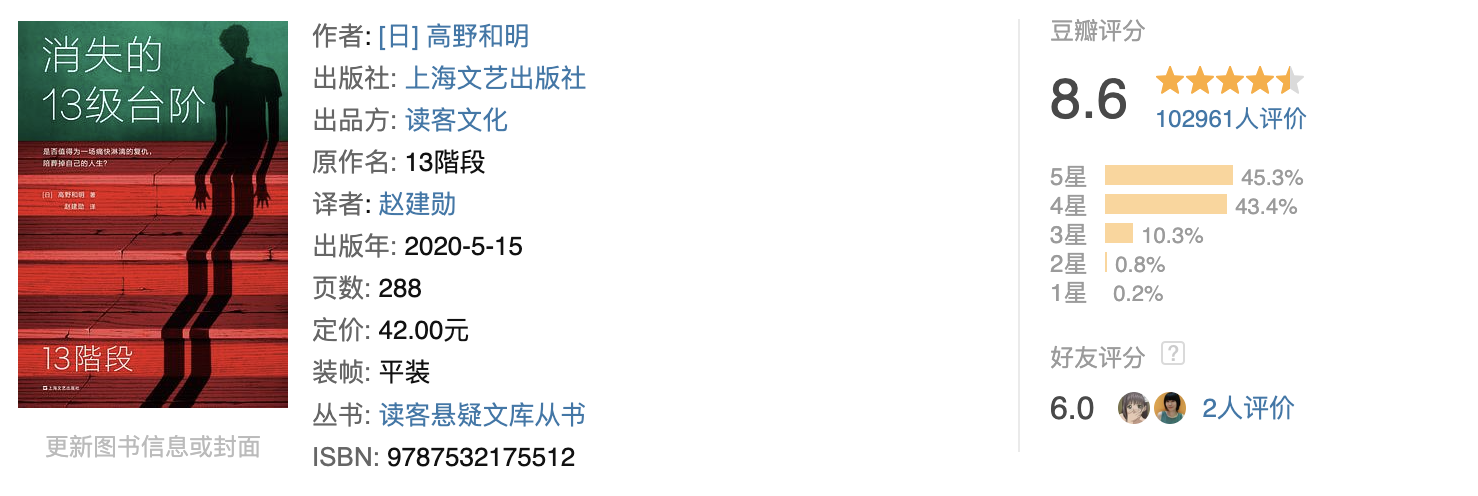 消失的
13级台阶
是否值得为一场痛快淋漓的复仇，
陪葬掉自己的人生？
[日] 高野和明 著
赵建勋 译
13階段
上海文艺出版社
更新图书信息或封面
作者: [日] 高野和明
出版社: 上海文艺出版社
出品方: 读客文化
原作名: 13階段
译者: 赵建勋
出版年: 2020-5-15
页数: 288
定价: 42.00元
装帧: 平装
丛书: 读客悬疑文库从书
ISBN: 9787532175512
豆瓣评分
8.6
102961人评价
5星 45.3%
4星 43.4%
3星 10.3%
2星 0.8%
1星 0.2%
好友评分 ?
6.0 2人评价